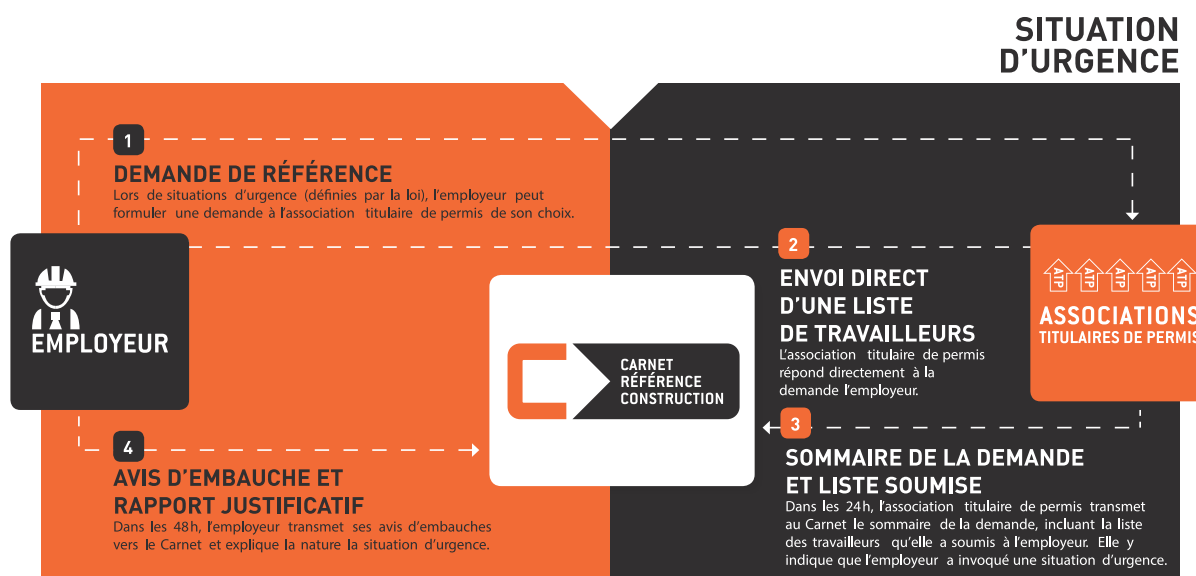 SITUATION
D'URGENCE
1
DEMANDE DE RÉFÉRENCE
Lors de situations d'urgence (définies par la loi), l'employeur peut
formuler une demande à l'association titulaire de permis de son choix.
EMPLOYEUR
2
ENVOI DIRECT
D'UNE LISTE
DE TRAVAILLEURS
L'association titulaire de permis
répond directement à la
demande l'employeur.
ATP ATP ATP ATP ATP
ASSOCIATIONS
TITULAIRES DE PERMIS
CARNET
RÉFÉRENCE
CONSTRUCTION
3
SOMMAIRE DE LA DEMANDE
ET LISTE SOUMISE
Dans les 24h, l'association titulaire de permis transmet
au Carnet le sommaire de la demande, incluant la liste
des travailleurs qu'elle a soumis à l'employeur. Elle y
indique que l'employeur a invoqué une situation d'urgence.
4
AVIS D'EMBAUCHE ET
RAPPORT JUSTIFICATIF
Dans les 48h, l'employeur transmet ses avis d'embauches
vers le Carnet et explique la nature la situation d'urgence.